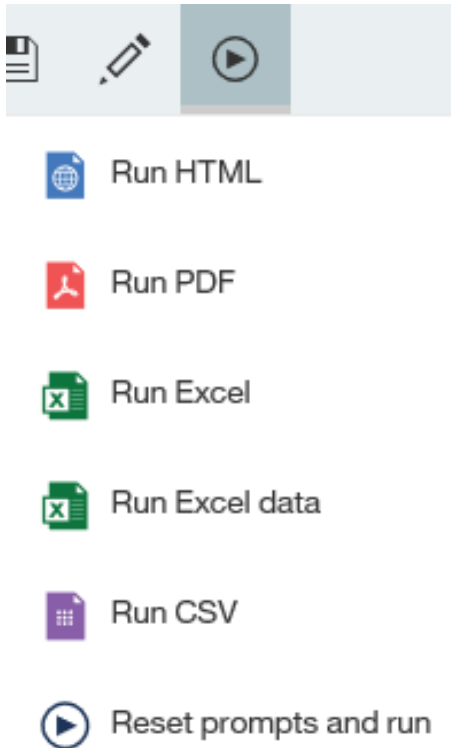 Run HTML
Run PDF
Run Excel
Run Excel data
Run CSV
Reset prompts and run